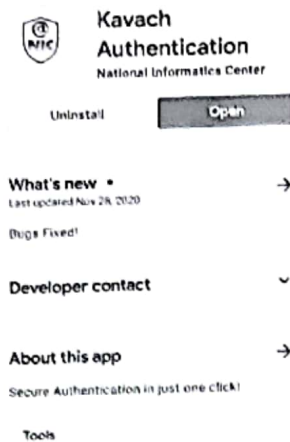 @
NIC
Kavach
Authentication
National Informatics Center
Uninstall
Open
What's new •
Last updated Nov 28, 2020
Bugs Fixed!
Developer contact
About this app
Secure Authentication in just one click!
Tools